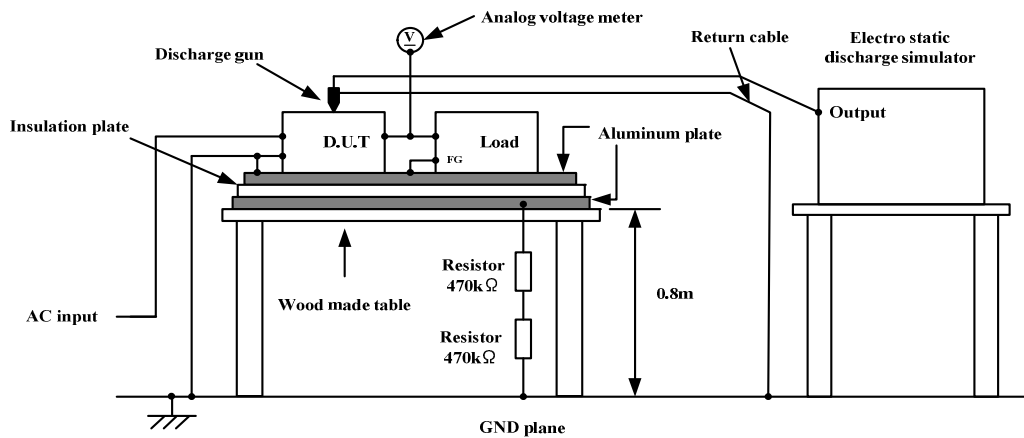 Analog voltage meter
V
Return cable
Electro static
discharge simulator
Discharge gun
Output
Insulation plate
D.U.T
Load
FG
Aluminum plate
Resistor
470kΩ
0.8m
Wood made table
AC input
Resistor
470kΩ
GND plane